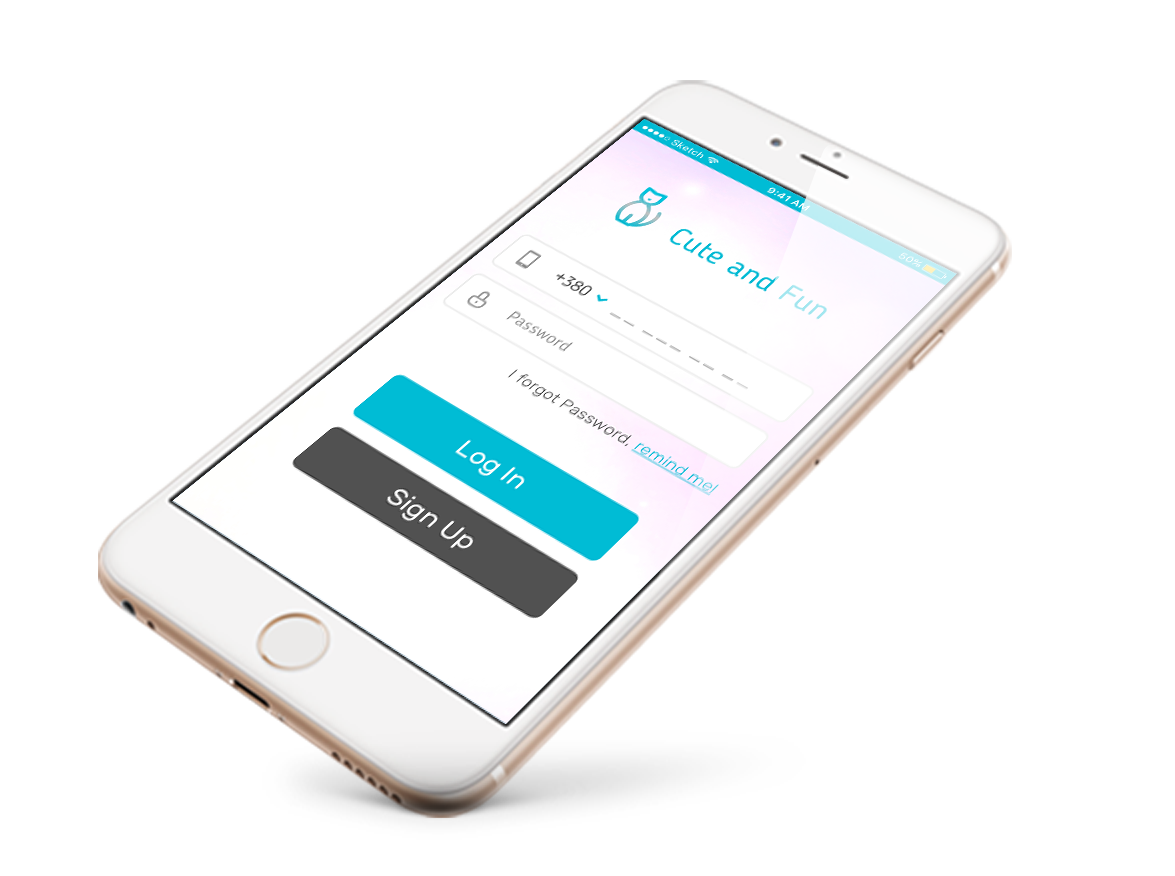 Sketch 9:41 AM 50%
Cute and Fun
+380
Password
I forgot Password, remind me!
Log In
Sign Up